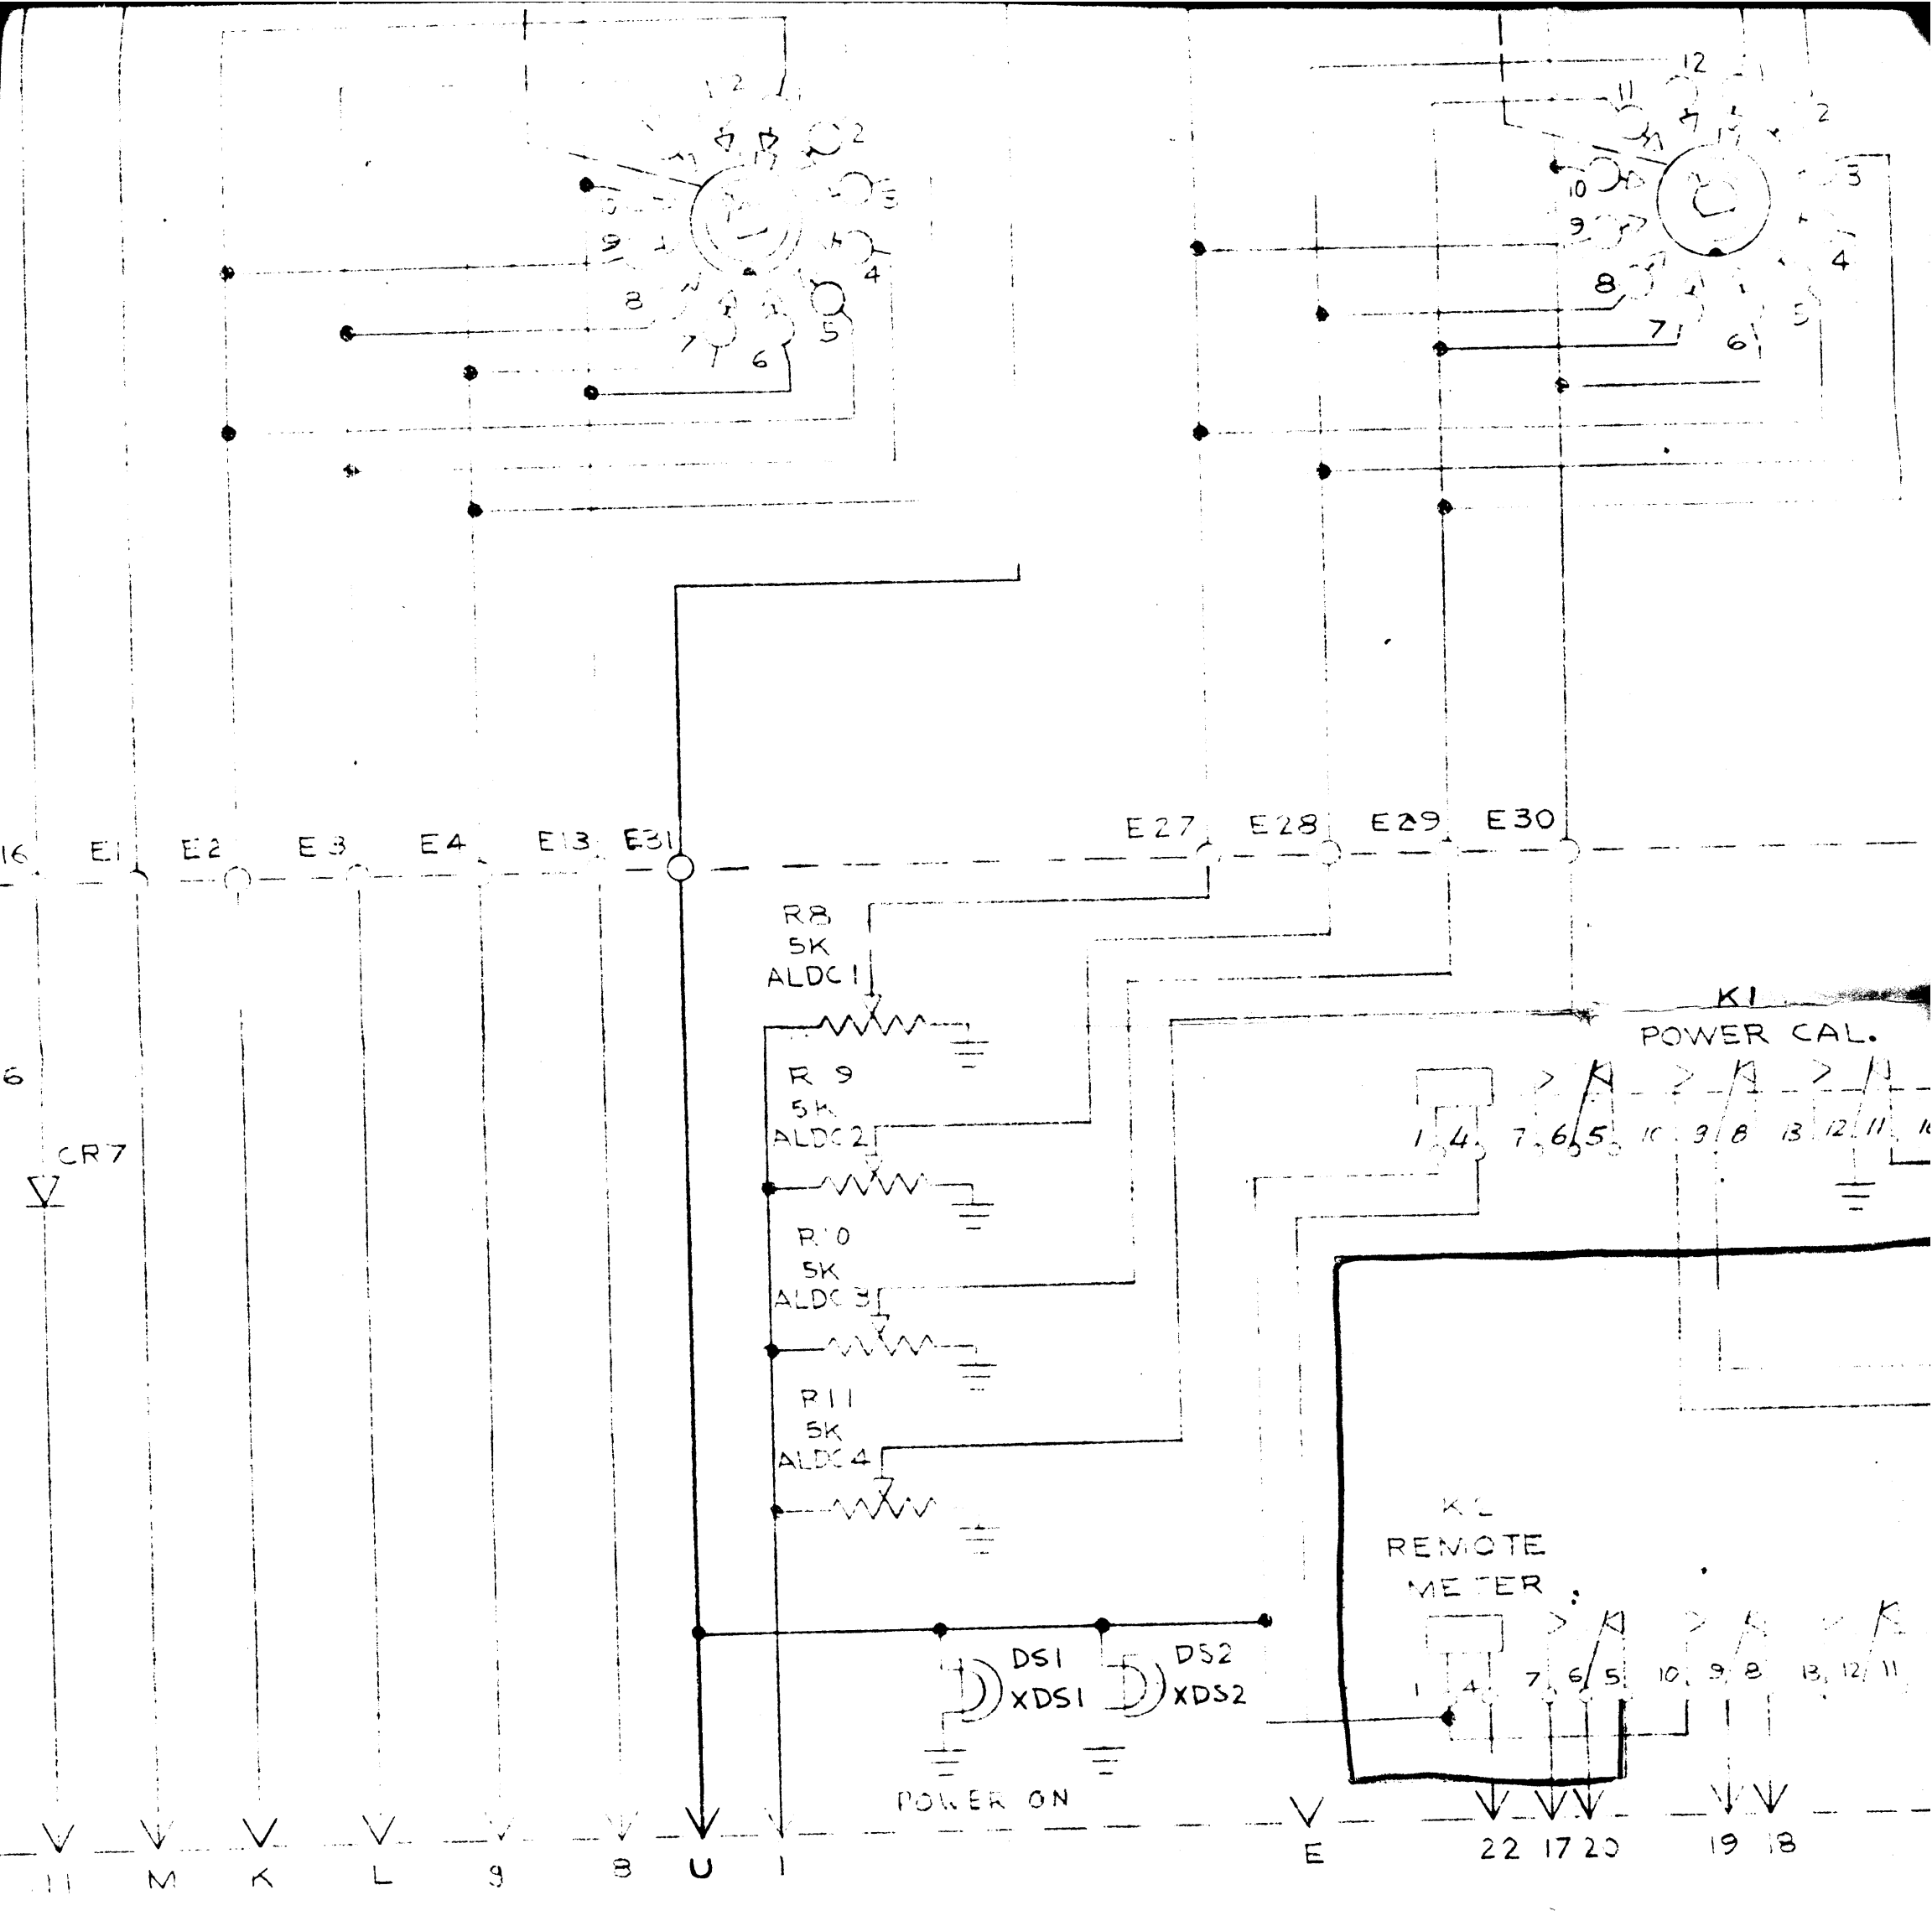 12
11
2
2
10
3
3
9
9
4
4
8
8
5
5
7
6
7
6
16 E1 E2 E3 E4 E13 E31
E27 E28 E29 E30
R8
5K
ALDC1
K1
POWER CAL.
6
R 9
5K
ALDC2
1 4 7 6 5 10 9 8 13 12 11
CR7
R10
5K
ALDC3
R11
5K
ALDC4
REMOTE
METER
DS1
XDS1
DS2
XDS2
1 4 7 6 5 10 9 8 13 12 11
POWER ON
11 M K L 9 8 U 1 E 22 17 20 19 18